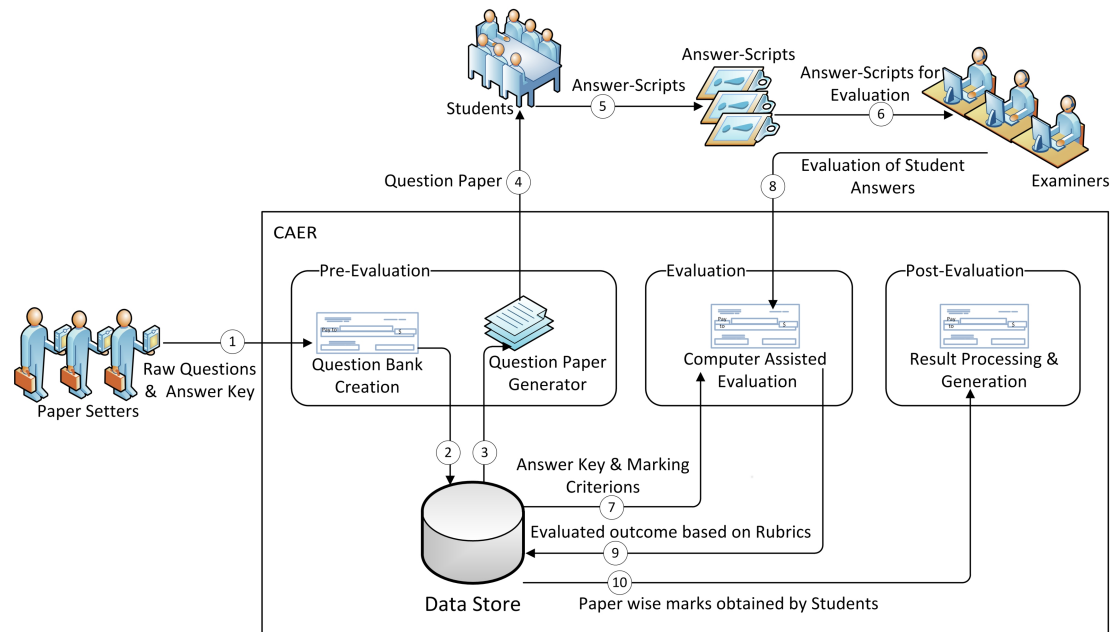 Answer-Scripts
Answer-Scripts
5
Students
Answer-Scripts for
Evaluation
6
Evaluation of Student
Answers
8
Examiners
Question Paper
4
CAER
Pre-Evaluation
Evaluation
Post-Evaluation
1
Raw Questions
& Answer Key
Paper Setters
Pay to
$
Question Bank
Creation
Question Paper
Generator
Pay
to
$
Computer Assisted
Evaluation
Pay
to
$
Result Processing &
Generation
2
3
Answer Key & Marking
Criterions
7
Evaluated outcome based on Rubrics
9
10
Data Store
Paper wise marks obtained by Students